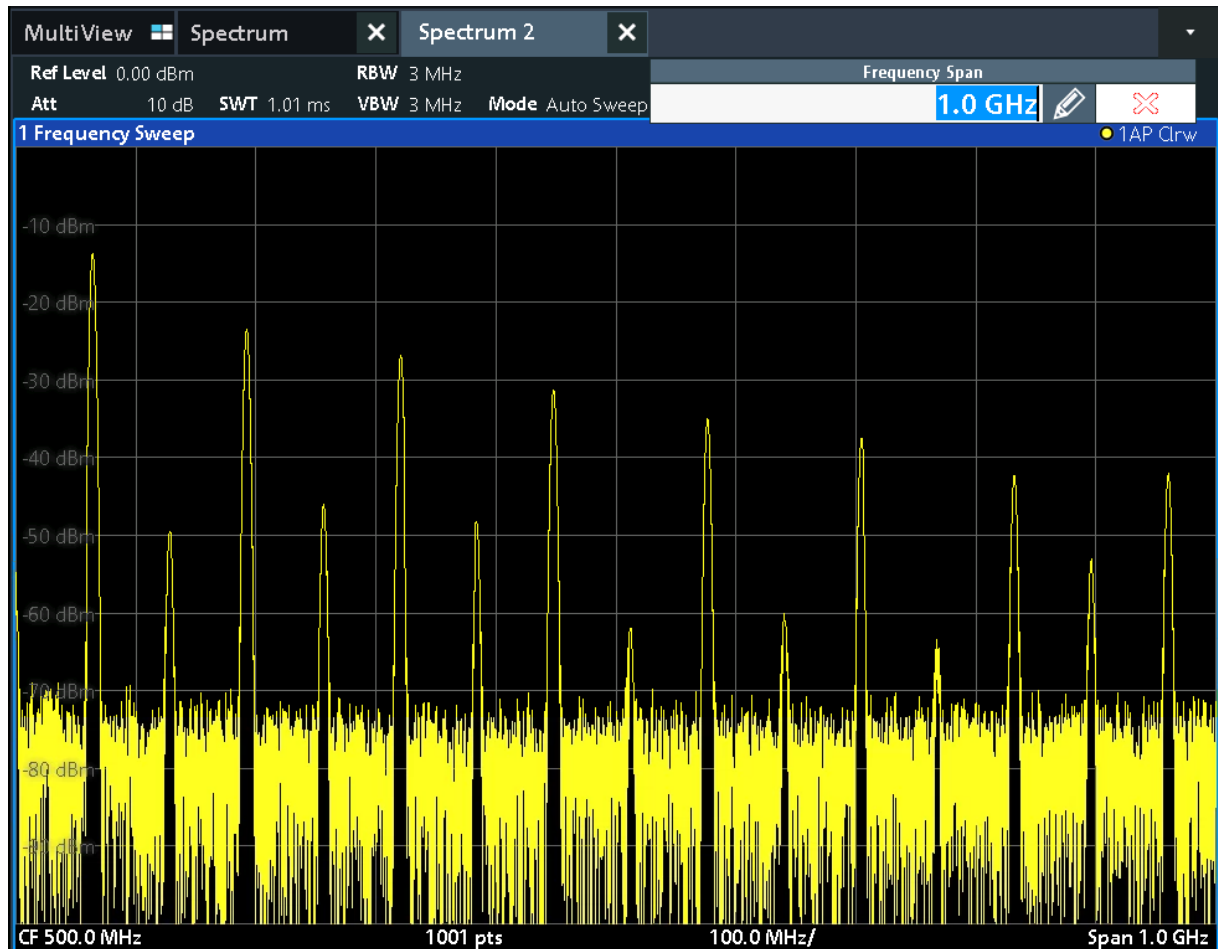 MultiView Spectrum Spectrum 2
Ref Level 0.00 dBm RBW 3 MHz Frequency Span
Att 10 dB SWT 1.01 ms VBW 3 MHz Mode Auto Sweep 1.0 GHz
1 Frequency Sweep 1AP Clrw
-10 dBm
-20 dBm
-30 dBm
-40 dBm
-50 dBm
-60 dBm
-70 dBm
-80 dBm
-90 dBm
CF 500.0 MHz 1001 pts 100.0 MHz/ Span 1.0 GHz